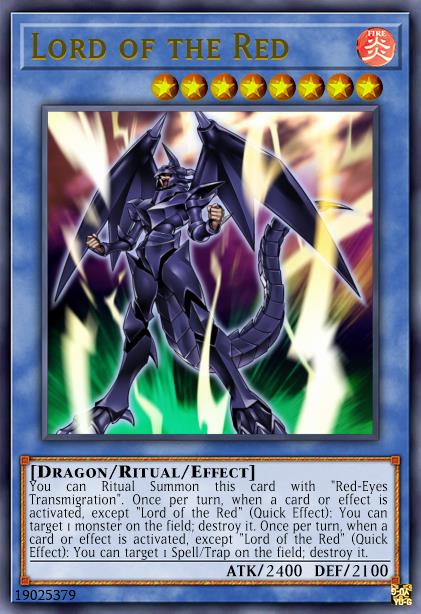 Lord of the Red
FIRE
炎
[Dragon/Ritual/Effect]
You can Ritual Summon this card with "Red-Eyes
Transmigration". Once per turn, when a card or effect is
activated, except "Lord of the Red" (Quick Effect): You can
target 1 monster on the field; destroy it. Once per turn, when a
card or effect is activated, except "Lord of the Red" (Quick
Effect): You can target 1 Spell/Trap on the field; destroy it.
ATK/2400 DEF/2100
19025379